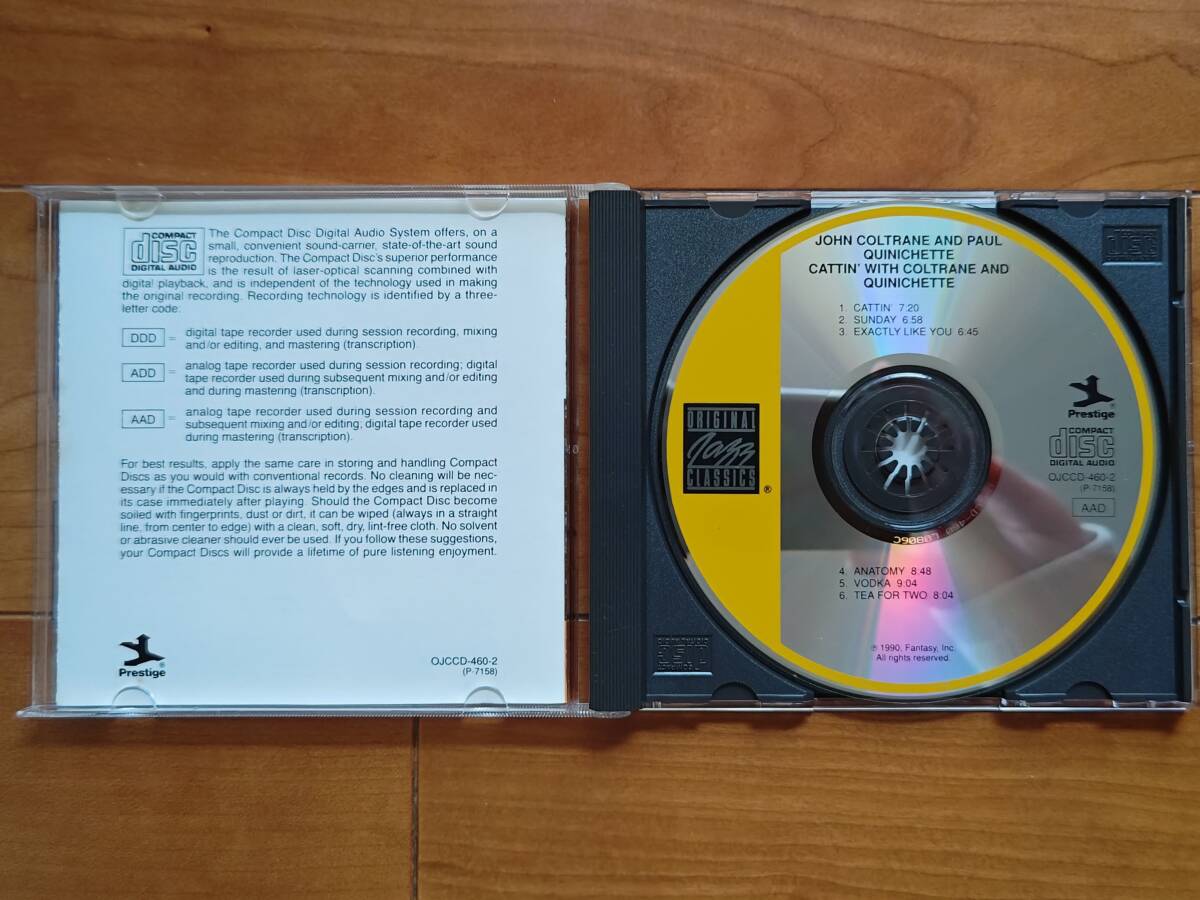 COMPACT
disc
DIGITAL AUDIO
The Compact Disc Digital Audio System offers, on a
small, convenient sound-carrier, state-of-the-art sound
reproduction. The Compact Disc's superior performance
is the result of laser-optical scanning combined with
digital playback, and is independent of the technology used in making
the original recording. Recording technology is identified by a three-
letter code:
DDD = digital tape recorder used during session recording, mixing
and/or editing, and mastering (transcription).
ADD = analog tape recorder used during session recording; digital
tape recorder used during subsequent mixing and/or editing
and during mastering (transcription).
AAD = analog tape recorder used during session recording and
subsequent mixing and/or editing; digital tape recorder used
during mastering (transcription).
For best results, apply the same care in storing and handling Compact
Discs as you would with conventional records. No cleaning will be nec-
essary if the Compact Disc is always held by the edges and is replaced in
its case immediately after playing. Should the Compact Disc become
soiled with fingerprints, dust or dirt, it can be wiped (always in a straight
line, from center to edge) with a clean, soft, dry, lint-free cloth. No solvent
or abrasive cleaner should ever be used. If you follow these suggestions,
your Compact Discs will provide a lifetime of pure listening enjoyment.
Prestige®
OJCCD-460-2
(P-7158)
JOHN COLTRANE AND PAUL
QUINICHETTE
CATTIN' WITH COLTRANE AND
QUINICHETTE
1. CATTIN' 7:20
2. SUNDAY 6:58
3. EXACTLY LIKE YOU 6:45
ORIGINAL
Jazz
CLASSICS®
Prestige®
COMPACT
disc
DIGITAL AUDIO
OJCCD-460-2
(P-7158)
AAD
4. ANATOMY 8:48
5. VODKA 9:04
6. TEA FOR TWO 8:04
℗ 1990, Fantasy, Inc.
All rights reserved.